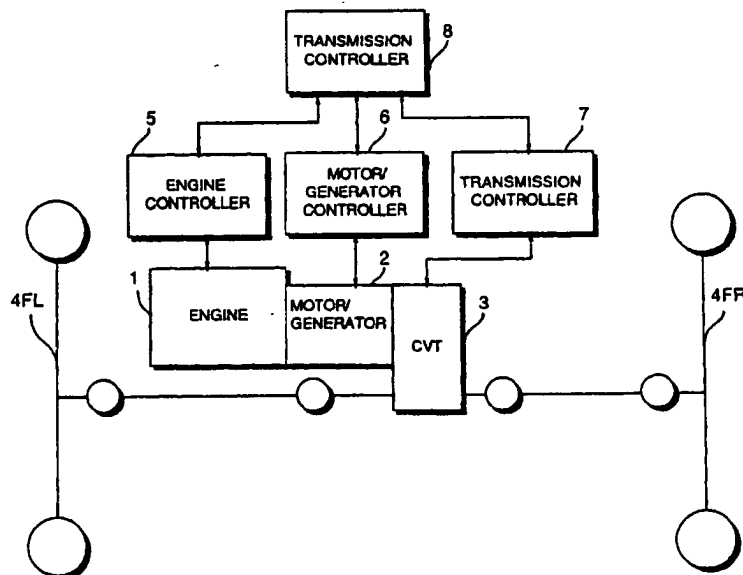 TRANSMISSION
CONTROLLER
8
5
6
7
ENGINE
CONTROLLER
MOTOR/
GENERATOR
CONTROLLER
TRANSMISSION
CONTROLLER
1
2
3
4FL
4FR
ENGINE
MOTOR/
GENERATOR
CVT